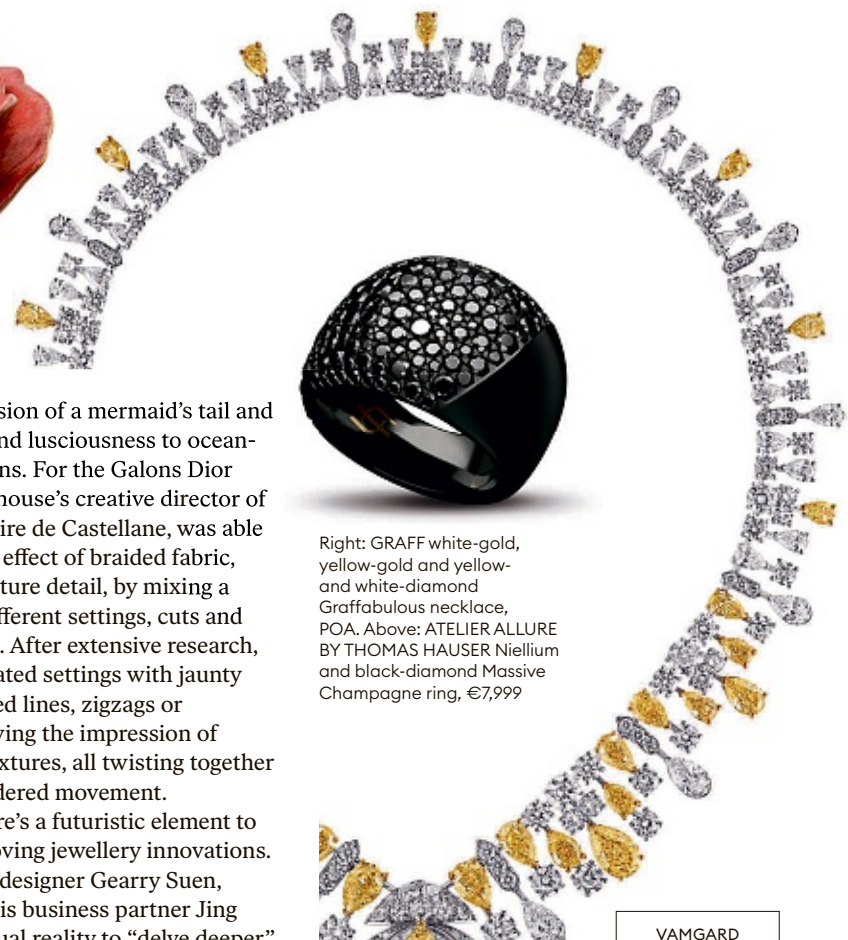 sion of a mermaid's tail and
nd lusciousness to ocean-
ns. For the Galons Dior
house's creative director of
ire de Castellane, was able
effect of braided fabric,
ture detail, by mixing a
fferent settings, cuts and
. After extensive research,
ated settings with jaunty
ed lines, zigzags or
ving the impression of
xtures, all twisting together
dered movement.
re's a futuristic element to
oving jewellery innovations.
designer Gearry Suen,
is business partner Jing
ual reality to “delve deeper”
Right: GRAFF white-gold,
yellow-gold and yellow-
and white-diamond
Graffabulous necklace,
POA. Above: ATELIER ALLURE
BY THOMAS HAUSER Niellium
and black-diamond Massive
Champagne ring, €7,999
VAMGARD